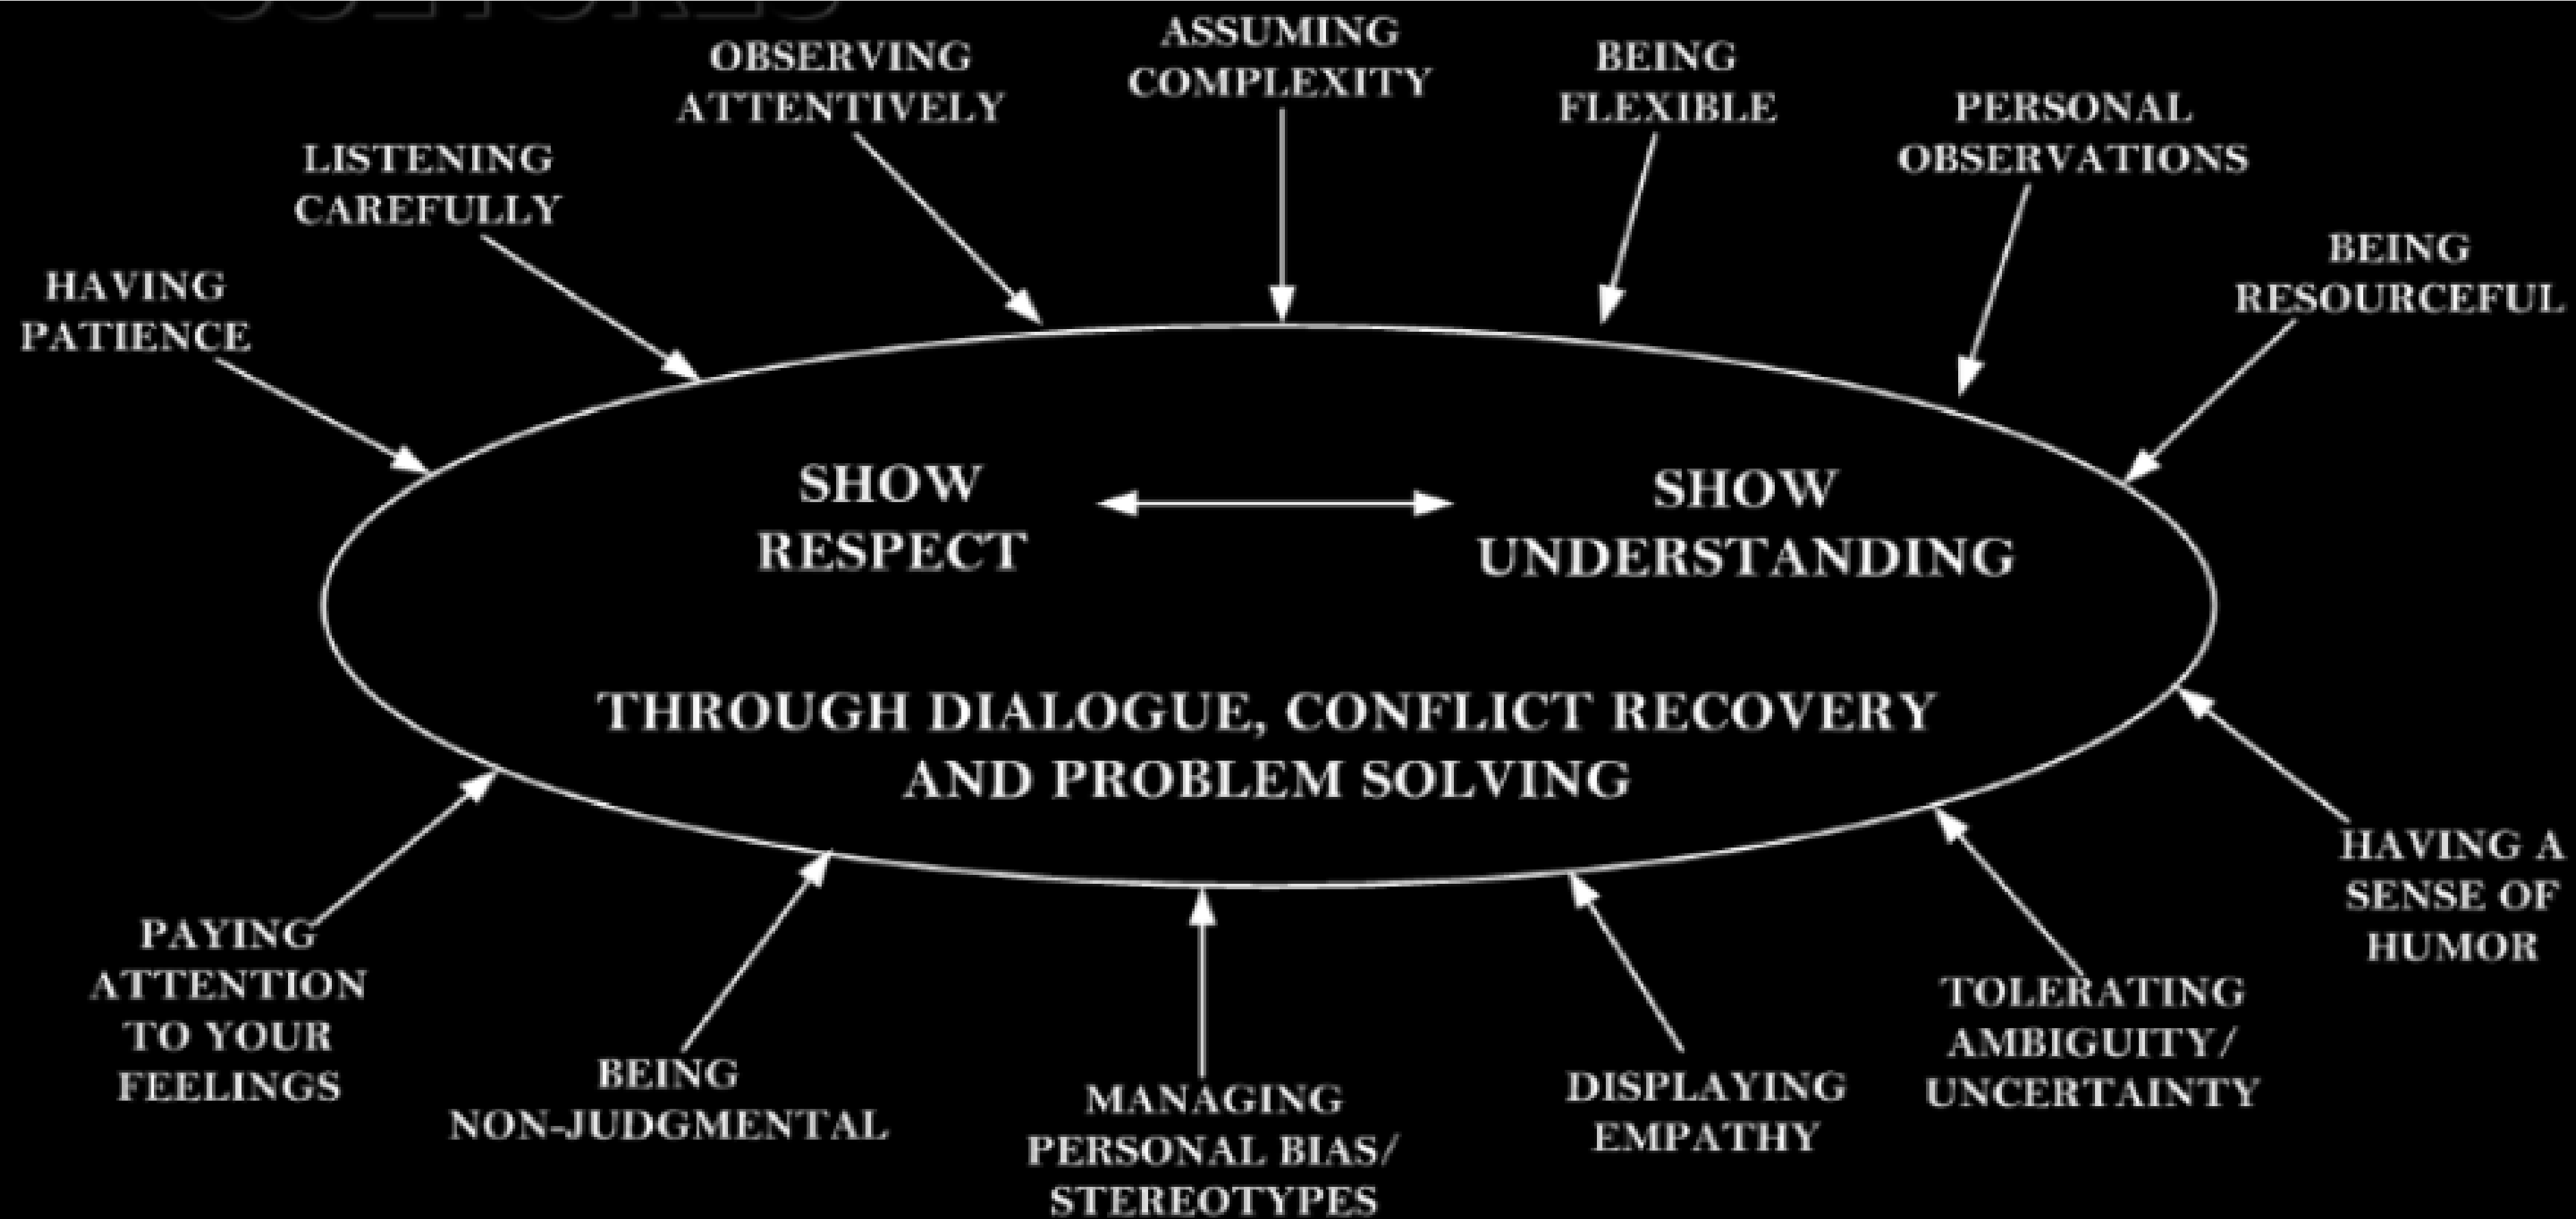 ASSUMING
COMPLEXITY
OBSERVING
ATTENTIVELY
BEING
FLEXIBLE
PERSONAL
OBSERVATIONS
LISTENING
CAREFULLY
BEING
RESOURCEFUL
HAVING
PATIENCE
SHOW
RESPECT
SHOW
UNDERSTANDING
THROUGH DIALOGUE, CONFLICT RECOVERY
AND PROBLEM SOLVING
HAVING A
SENSE OF
HUMOR
PAYING
ATTENTION
TO YOUR
FEELINGS
BEING
NON-JUDGMENTAL
MANAGING
PERSONAL BIAS/
STEREOTYPES
DISPLAYING
EMPATHY
TOLERATING
AMBIGUITY/
UNCERTAINTY